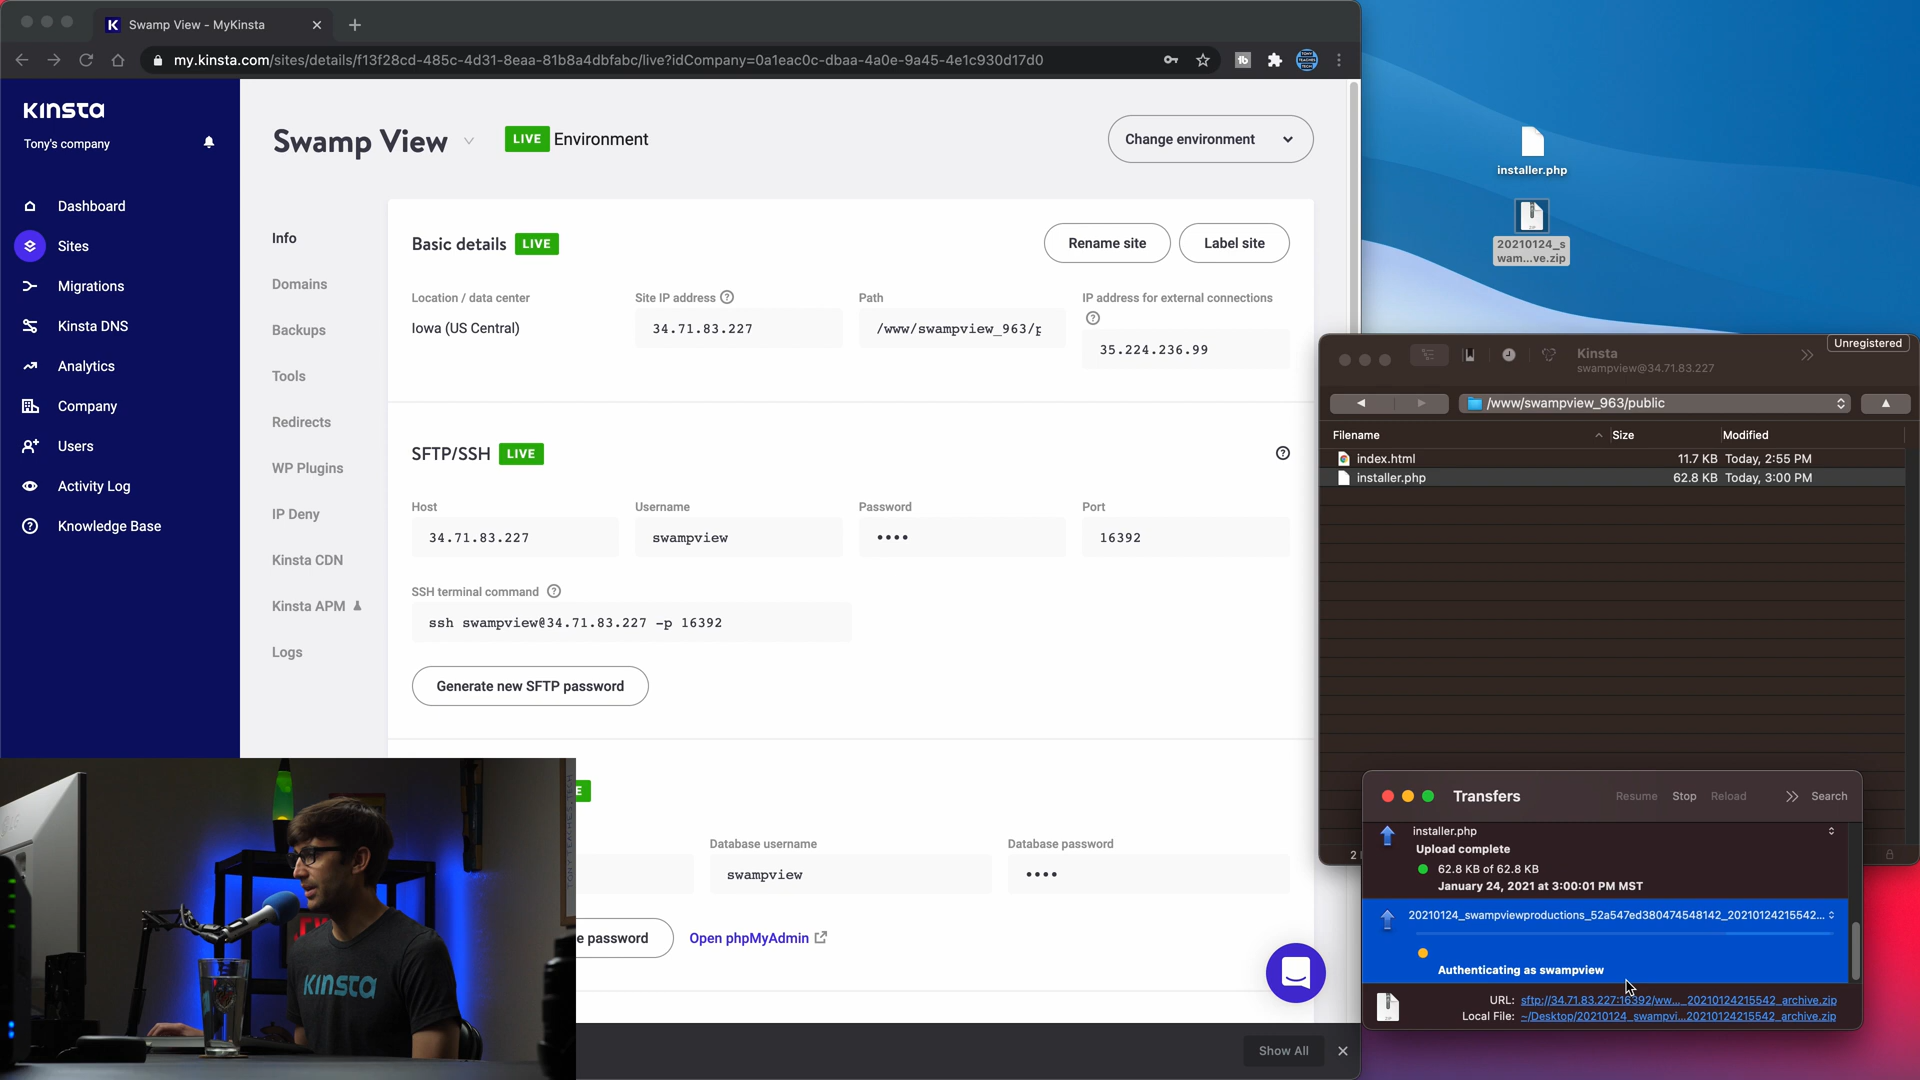 Swamp View - MyKinsta
my.kinsta.com/sites/details/f13f28cd-485c-4d31-8eaa-81b8a4dbfabc/live?idCompany=0a1eac0c-dbaa-4a0e-9a45-4e1c930d17d0
KINSTA
Tony's company
Dashboard
Sites
Migrations
Kinsta DNS
Analytics
Company
Users
Activity Log
Knowledge Base
Swamp View
LIVE Environment
Change environment
Info
Domains
Backups
Tools
Redirects
WP Plugins
IP Deny
Kinsta CDN
Kinsta APM
Logs
Basic details LIVE
Rename site
Label site
Location / data center
Iowa (US Central)
Site IP address
34.71.83.227
Path
/www/swampview_963/p
IP address for external connections
35.224.236.99
SFTP/SSH LIVE
Host
34.71.83.227
Username
swampview
Password
••••
Port
16392
SSH terminal command
ssh swampview@34.71.83.227 -p 16392
Generate new SFTP password
E
Database username
swampview
Database password
••••
e password
Open phpMyAdmin
Show All
KINSTA
installer.php
20210124_s
wam...ve.zip
Unregistered
Kinsta
swampview@34.71.83.227
/www/swampview_963/public
Filename Size Modified
index.html 11.7 KB Today, 2:55 PM
installer.php 62.8 KB Today, 3:00 PM
2
Transfers
Resume Stop Reload Search
installer.php
Upload complete
62.8 KB of 62.8 KB
January 24, 2021 at 3:00:01 PM MST
20210124_swampviewproductions_52a547ed380474548142_20210124215542...
Authenticating as swampview
URL: sftp://34.71.83.227:16392/ww..._20210124215542_archive.zip
Local File: ~/Desktop/20210124_swampvi...20210124215542_archive.zip